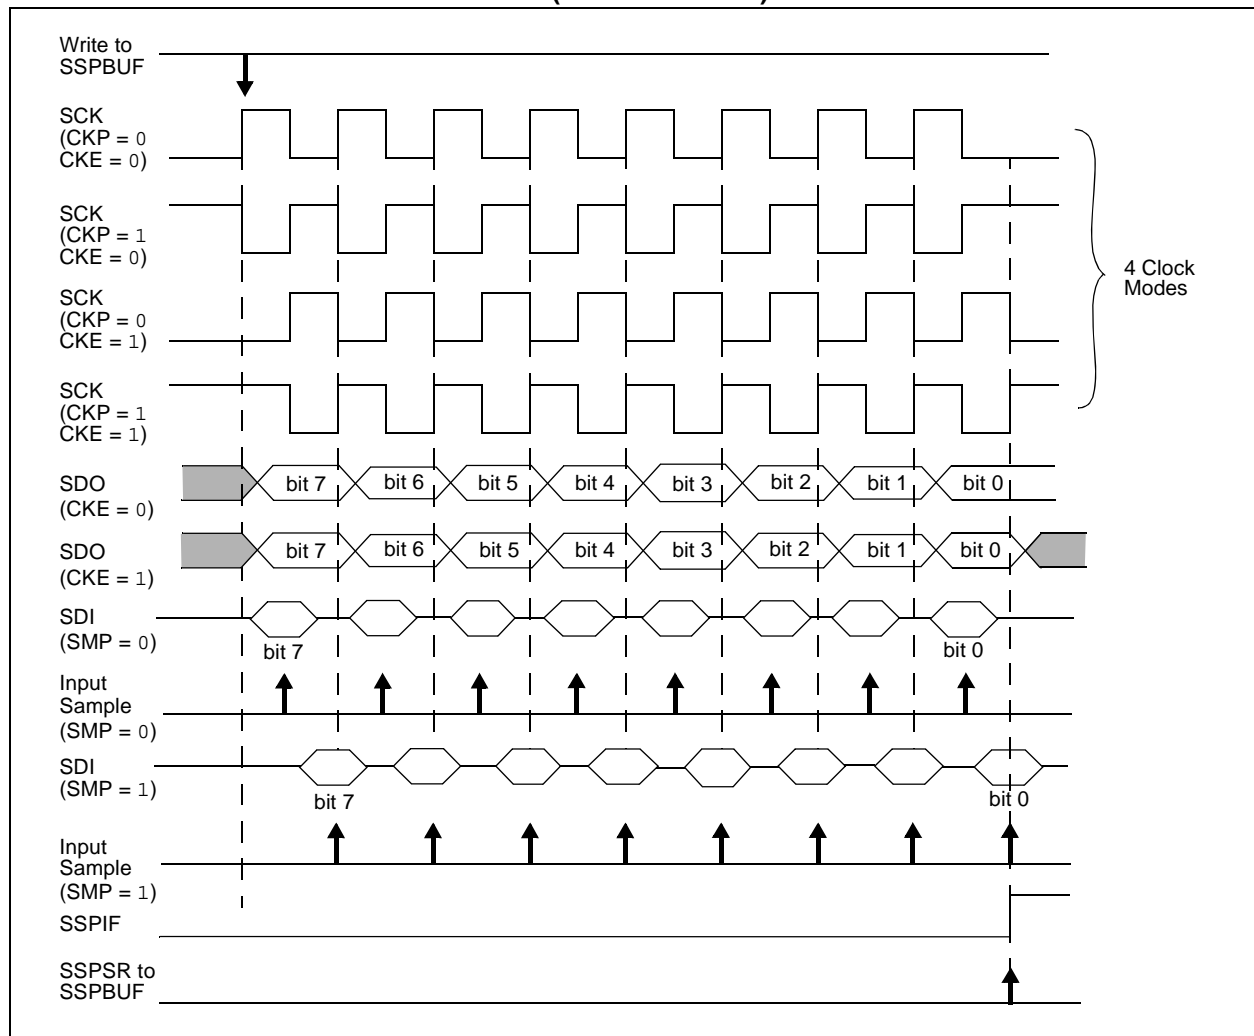 Write to
SSPBUF
SCK
(CKP = 0
CKE = 0)
SCK
(CKP = 1
CKE = 0)
4 Clock
Modes
SCK
(CKP = 0
CKE = 1)
SCK
(CKP = 1
CKE = 1)
SDO
(CKE = 0)
bit 7 bit 6 bit 5 bit 4 bit 3 bit 2 bit 1 bit 0
SDO
(CKE = 1)
bit 7 bit 6 bit 5 bit 4 bit 3 bit 2 bit 1 bit 0
SDI
(SMP = 0)
bit 7 bit 0
Input
Sample
(SMP = 0)
SDI
(SMP = 1)
bit 7 bit 0
Input
Sample
(SMP = 1)
SSPIF
SSPSR to
SSPBUF